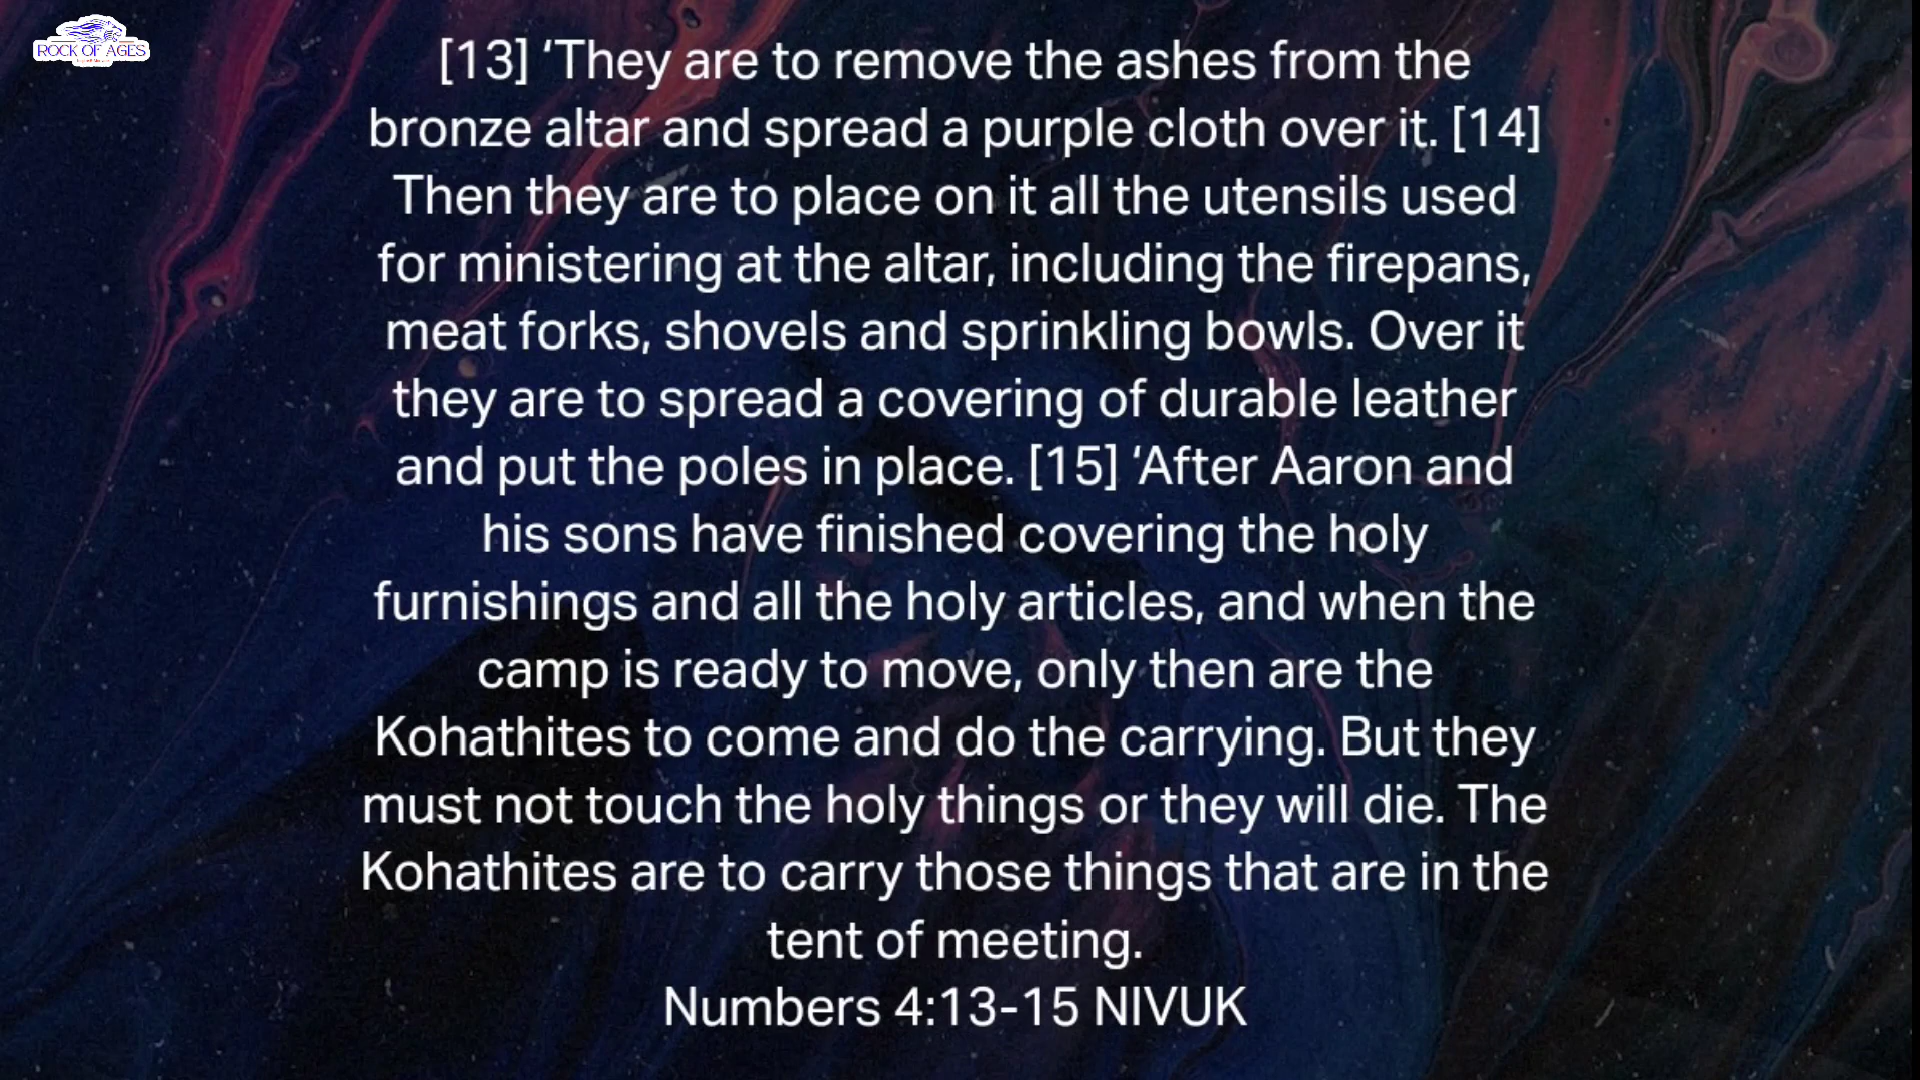 ROCK OF AGES
[13] ‘They are to remove the ashes from the
bronze altar and spread a purple cloth over it. [14]
Then they are to place on it all the utensils used
for ministering at the altar, including the firepans,
meat forks, shovels and sprinkling bowls. Over it
they are to spread a covering of durable leather
and put the poles in place. [15] ‘After Aaron and
his sons have finished covering the holy
furnishings and all the holy articles, and when the
camp is ready to move, only then are the
Kohathites to come and do the carrying. But they
must not touch the holy things or they will die. The
Kohathites are to carry those things that are in the
tent of meeting.
Numbers 4:13-15 NIVUK